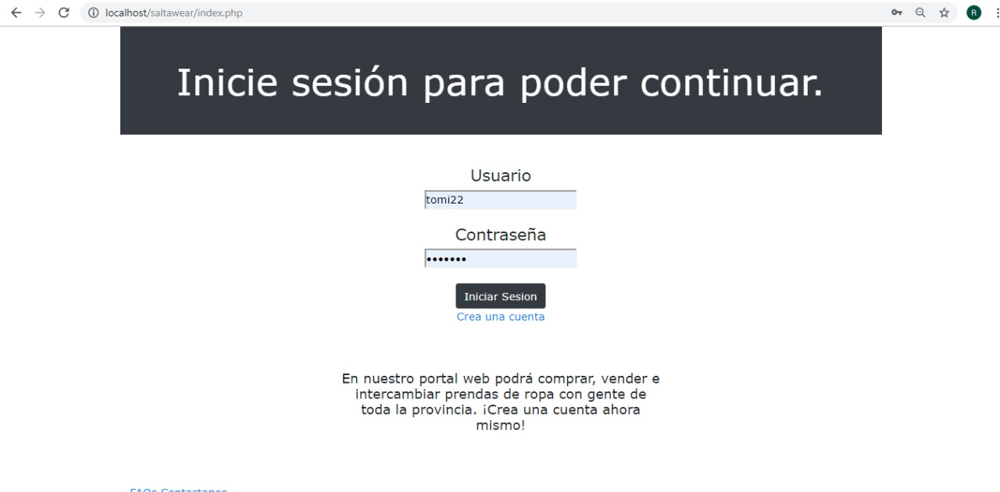 localhost/saltawear/index.php
R
Inicie sesión para poder continuar.
Usuario
tomi22
Contraseña
•••••••
Iniciar Sesion
Crea una cuenta
En nuestro portal web podrá comprar, vender e
intercambiar prendas de ropa con gente de
toda la provincia. ¡Crea una cuenta ahora
mismo!
FAQs Contactanos